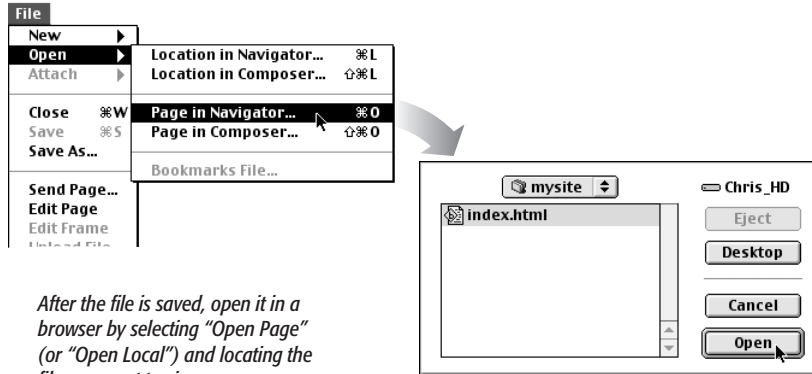 File
New
Open
Attach
Close ⌘W
Save ⌘S
Save As...
Send Page...
Edit Page
Edit Frame
Location in Navigator... ⌘L
Location in Composer... ⇧⌘L
Page in Navigator... ⌘O
Page in Composer... ⇧⌘O
Bookmarks File...
mysite
Chris_HD
index.html
Eject
Desktop
Cancel
Open
After the file is saved, open it in a
browser by selecting “Open Page”
(or “Open Local”) and locating the